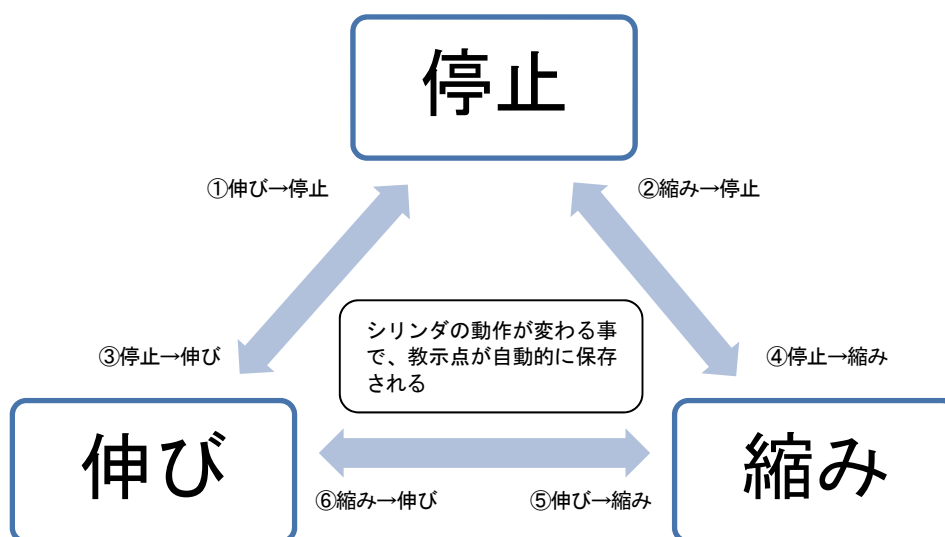 停止
①伸び→停止
②縮み→停止
シリンダの動作が変わる事
で、教示点が自動的に保存
される
③停止→伸び
④停止→縮み
伸び
縮み
⑥縮み→伸び
⑤伸び→縮み